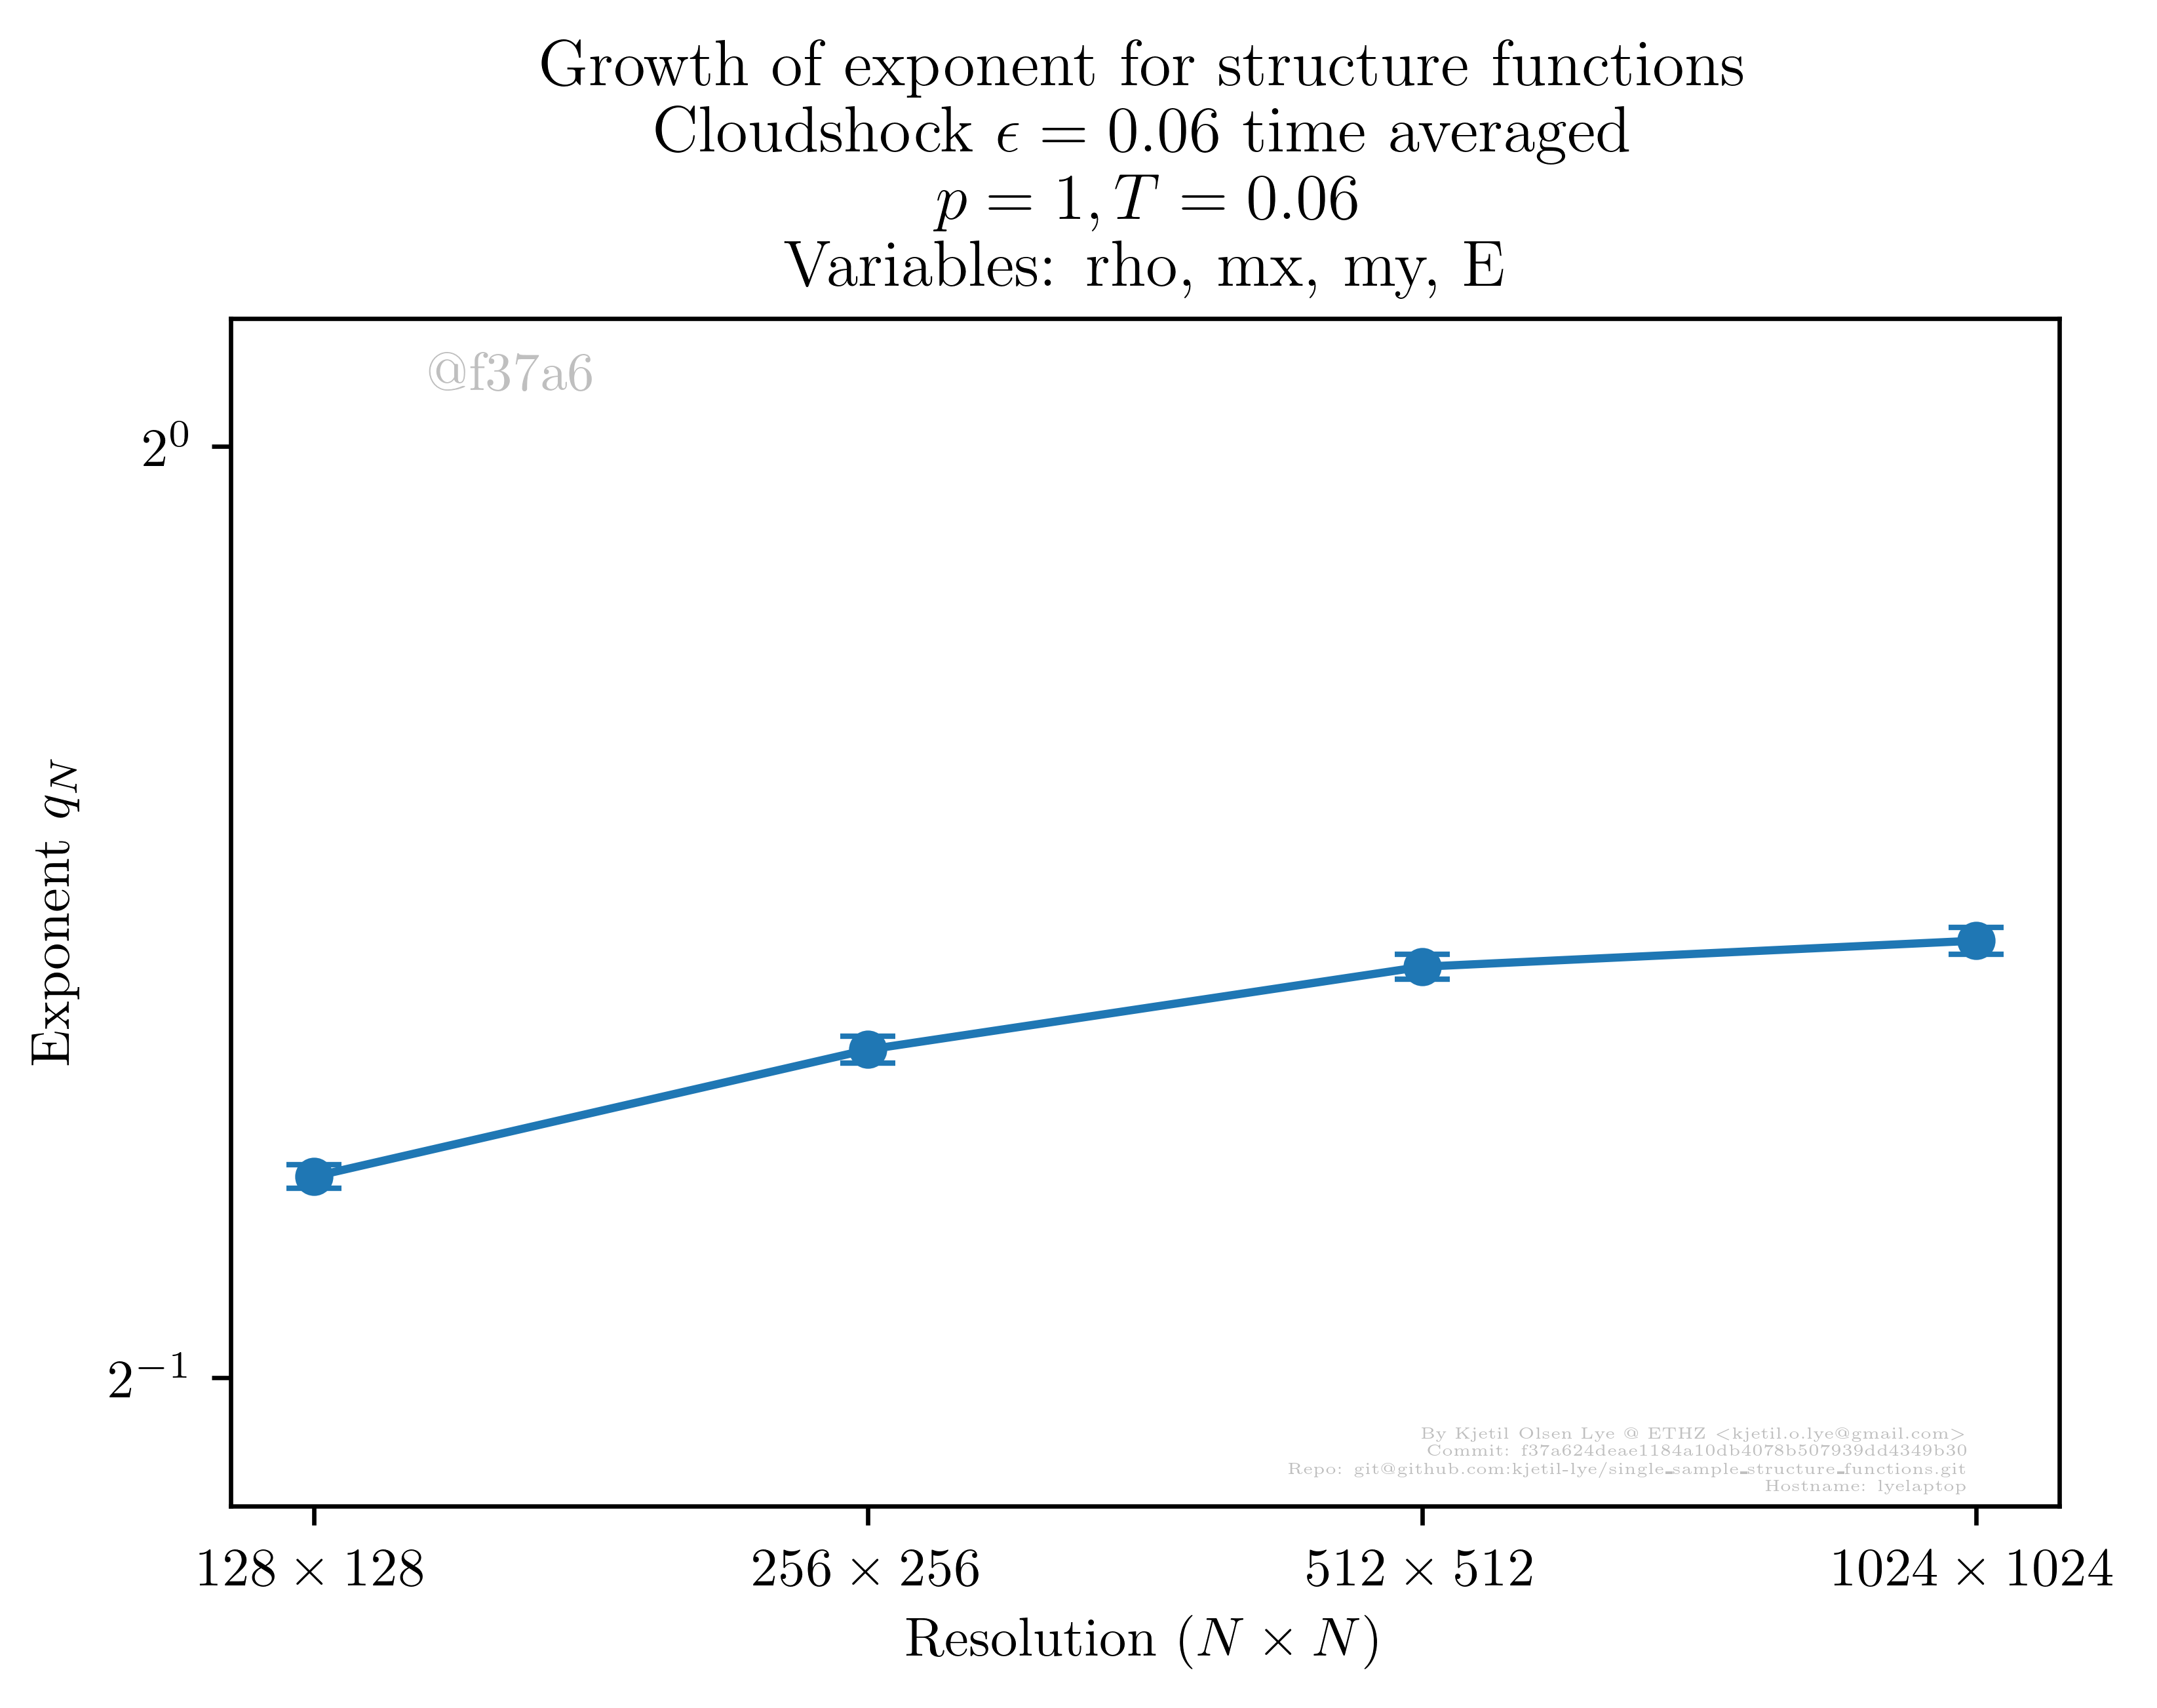 Growth of exponent for structure functions
Cloudshock ϵ = 0.06 time averaged
p = 1, T = 0.06
Variables: rho, mx, my, E
@f37a6
2⁰
Exponent q_N
2⁻¹
By Kjetil Olsen Lye @ ETHZ <kjetil.o.lye@gmail.com>
Commit: f37a624deae1184a10db4078b507939dd4349b30
Repo: git@github.com:kjetil-lye/single_sample_structure_functions.git
Hostname: lyelaptop
128 × 128 256 × 256 512 × 512 1024 × 1024
Resolution (N × N)